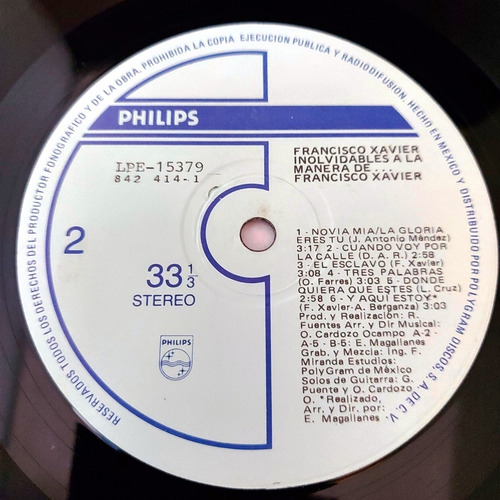 RESERVADOS TODOS LOS DERECHOS DEL PRODUCTOR FONOGRAFICO Y DE LA OBRA. PROHIBIDA LA COPIA, EJECUCION PUBLICA Y RADIODIFUSION, HECHO EN MEXICO Y DISTRIBUIDO POR POLYGRAM DISCOS, S. A. DE C. V.
PHILIPS
LPE-15379
842 414-1
2
33 1/3
STEREO
PHILIPS
FRANCISCO XAVIER
INOLVIDABLES A LA
MANERA DE...
FRANCISCO XAVIER
1 - NOVIA MIA/LA GLORIA
ERES TU (J. Antonio Méndez)
3:17 2 - CUANDO VOY POR
LA CALLE (D. A. R.) 2:58
3 - EL ESCLAVO (F. Xavier)
3:08 4 - TRES PALABRAS
(O. Farres) 3:03 5 - DONDE
QUIERA QUE ESTES (L. Cruz)
2:58 6 - Y AQUI ESTOY*
(F. Xavier-A. Berganza) 3:03
Prod. y Realización: R.
Fuentes Arr. y Dir Musical:
O. Cardozo Ocampo A-2-
A-5- B-5: E. Magallanes
Grab. y Mezcla: Ing. F.
Miranda Estudios:
PolyGram de México
Solos de Guitarra: G.
Puente y O. Cardozo
O. *Realizado,
Arr. y Dir. por:
E. Magallanes